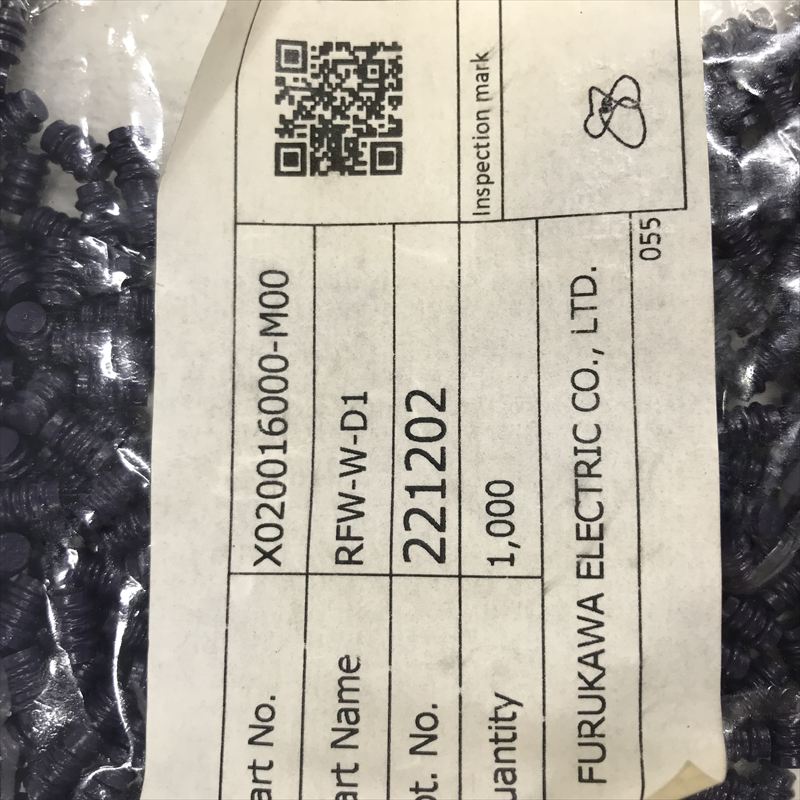 art No. X020016000-M00
art Name RFW-W-D1
ot. No. 221202
uantity 1,000
Inspection mark
FURUKAWA ELECTRIC CO., LTD.
055